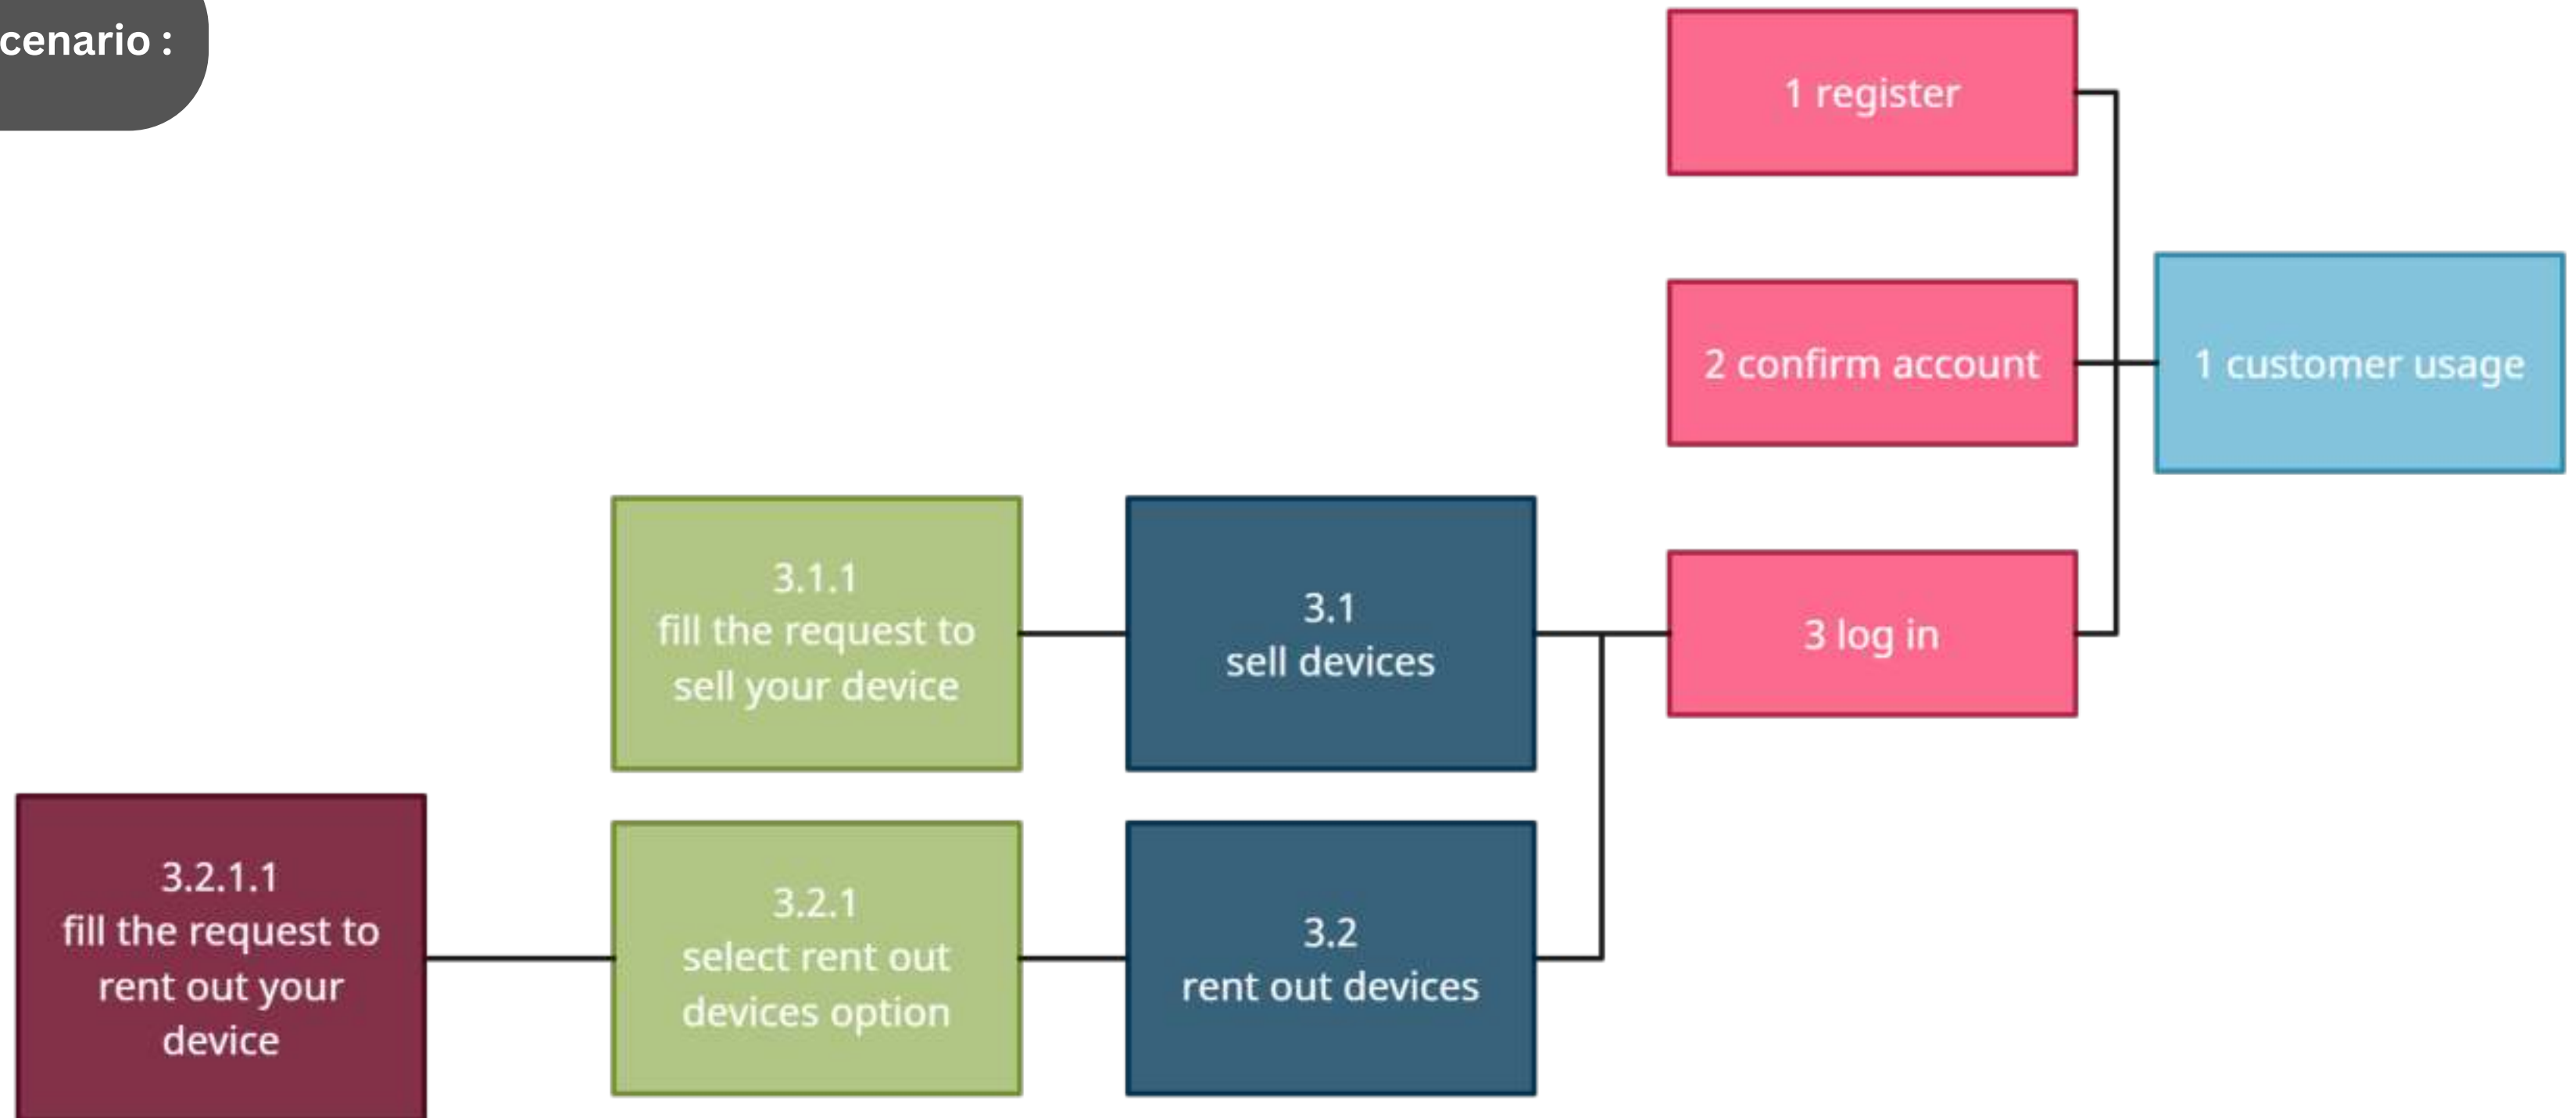 cenario :
1 register
2 confirm account
1 customer usage
3.1.1
fill the request to
sell your device
3.1
sell devices
3 log in
3.2.1.1
fill the request to
rent out your
device
3.2.1
select rent out
devices option
3.2
rent out devices